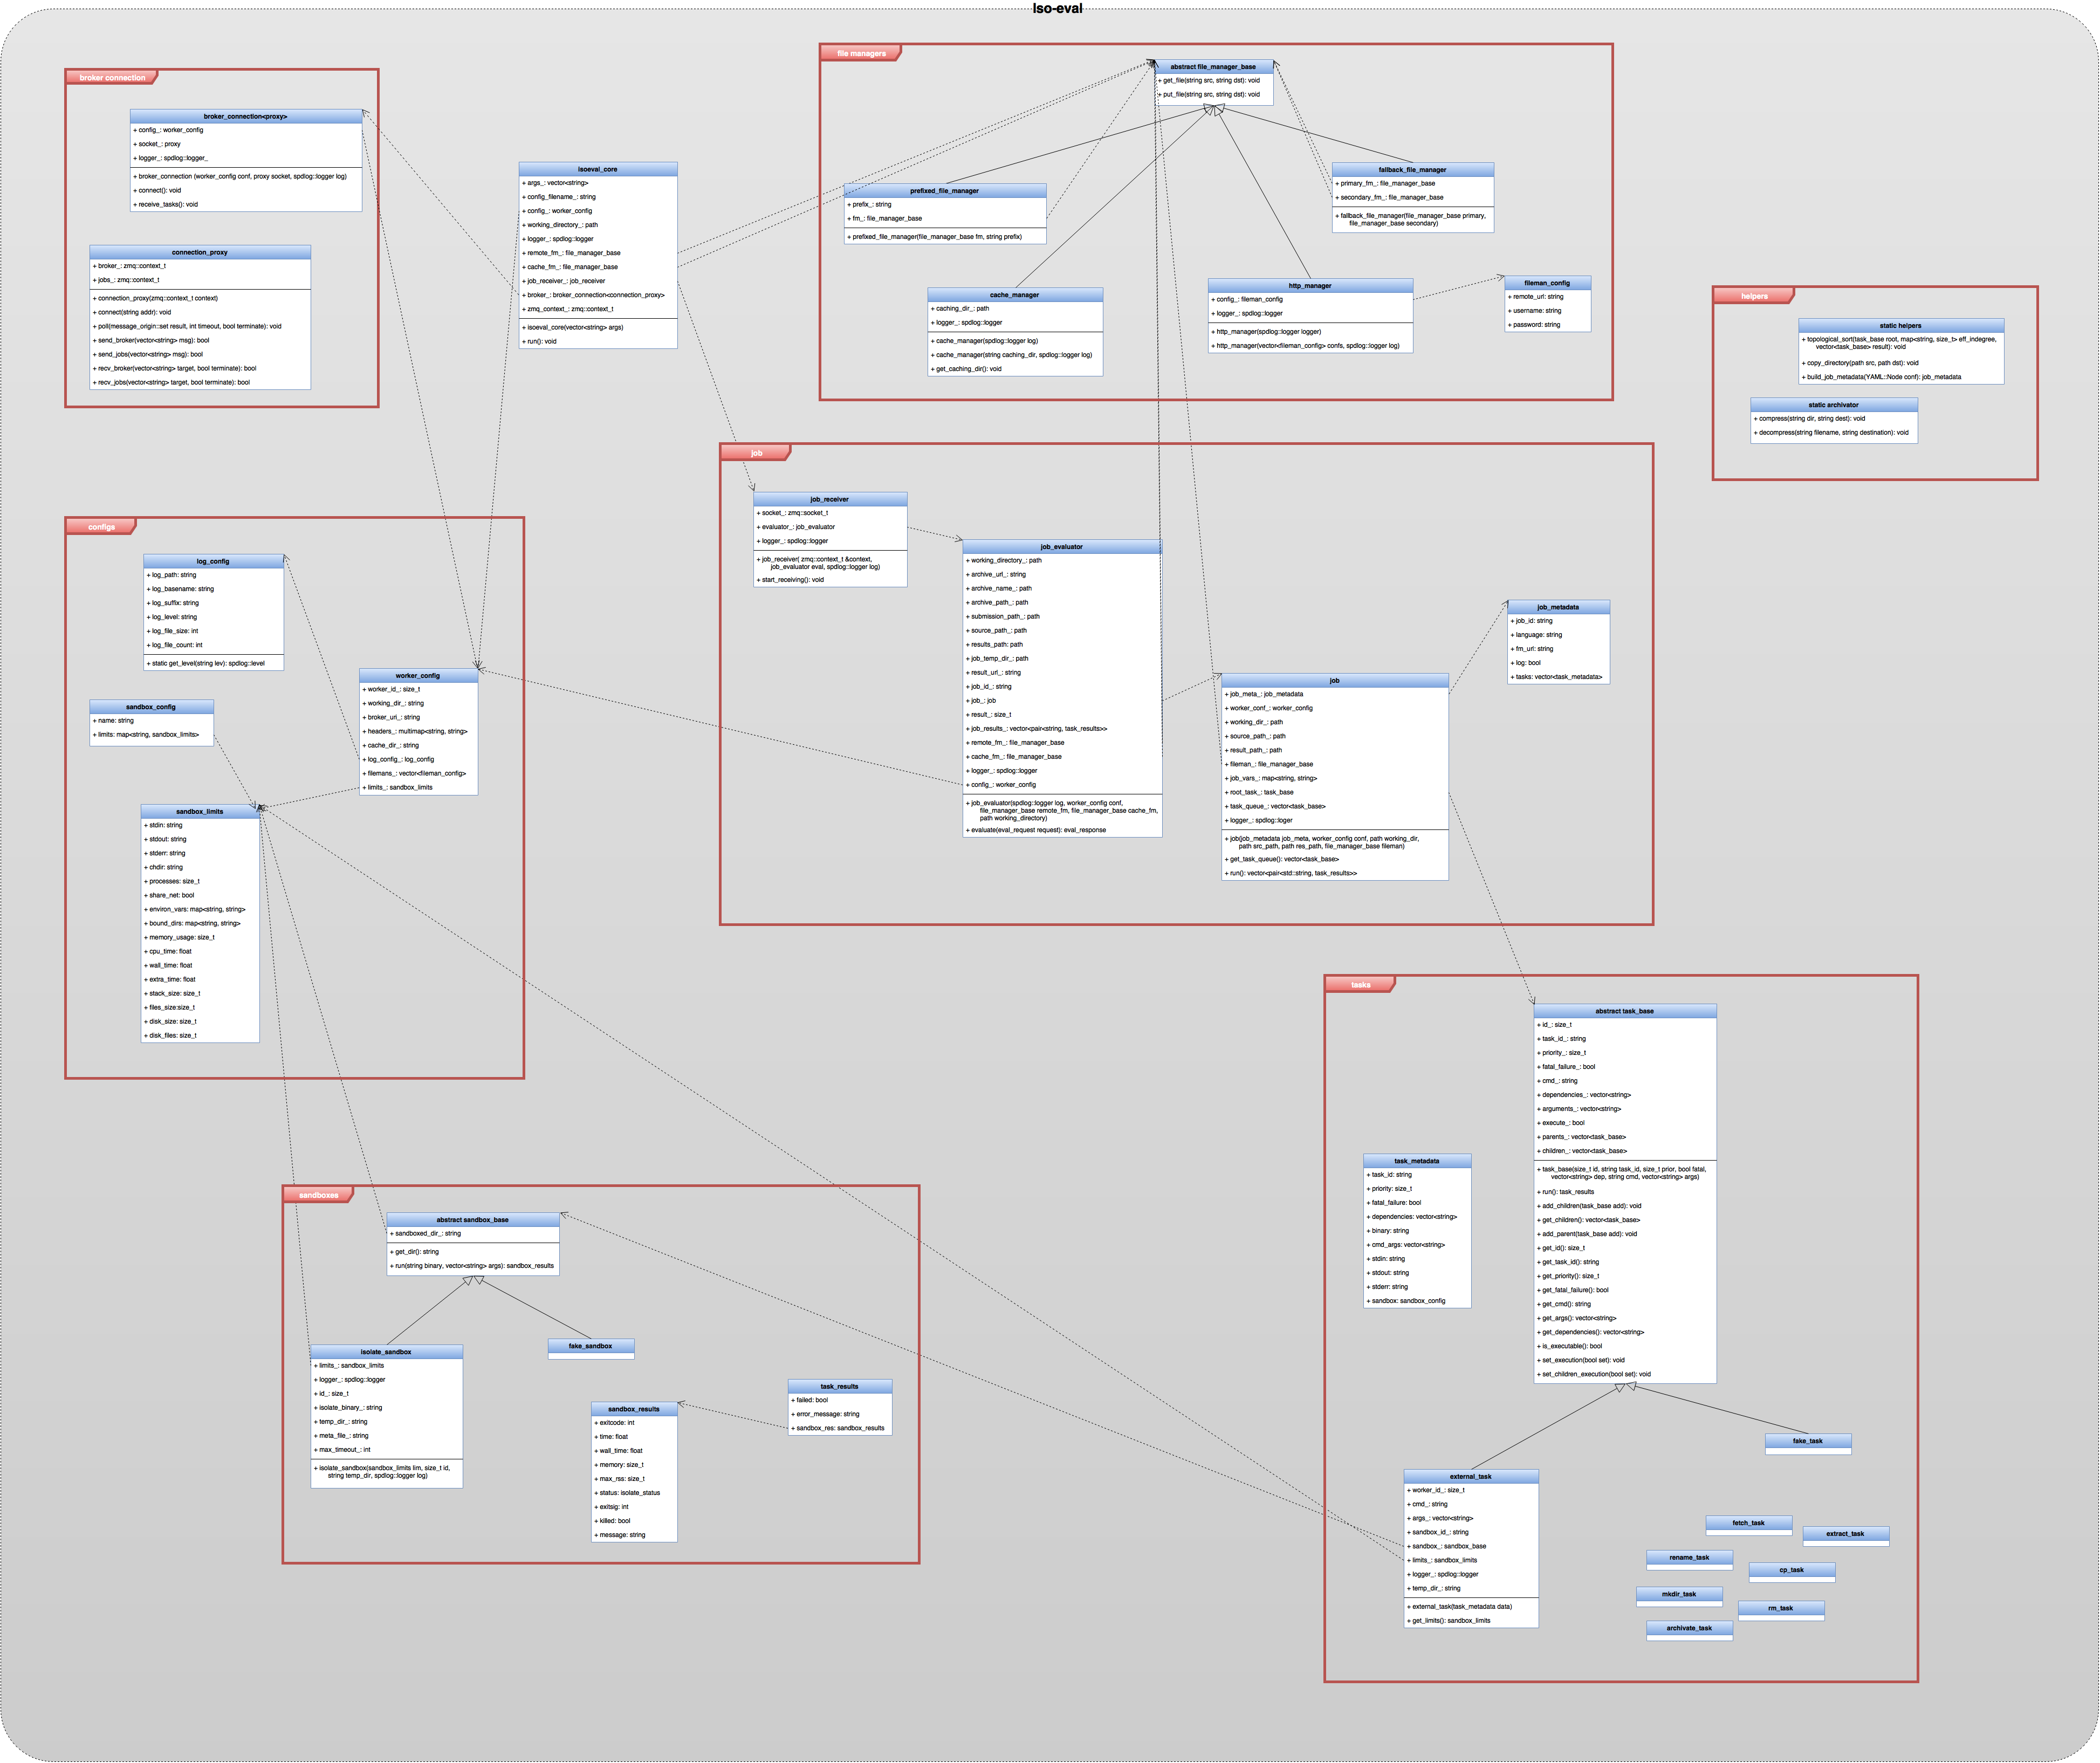 Iso-eval
broker connection
broker_connection<proxy>
+ config_: worker_config
+ socket_: proxy
+ logger_: spdlog::logger_
+ broker_connection (worker_config conf, proxy socket, spdlog::logger log)
+ connect(): void
+ receive_tasks(): void
connection_proxy
+ broker_: zmq::context_t
+ jobs_: zmq::context_t
+ connection_proxy(zmq::context_t context)
+ connect(string addr): void
+ poll(message_origin::set result, int timeout, bool terminate): void
+ send_broker(vector<string> msg): bool
+ send_jobs(vector<string> msg): bool
+ recv_broker(vector<string> target, bool terminate): bool
+ recv_jobs(vector<string> target, bool terminate): bool
isoeval_core
+ args_: vector<string>
+ config_filename_: string
+ config_: worker_config
+ working_directory_: path
+ logger_: spdlog::logger
+ remote_fm_: file_manager_base
+ cache_fm_: file_manager_base
+ job_receiver_: job_receiver
+ broker_: broker_connection<connection_proxy>
+ zmq_context_: zmq::context_t
+ isoeval_core(vector<string> args)
+ run(): void
file managers
abstract file_manager_base
+ get_file(string src, string dst): void
+ put_file(string src, string dst): void
prefixed_file_manager
+ prefix_: string
+ fm_: file_manager_base
+ prefixed_file_manager(file_manager_base fm, string prefix)
fallback_file_manager
+ primary_fm_: file_manager_base
+ secondary_fm_: file_manager_base
+ fallback_file_manager(file_manager_base primary,
file_manager_base secondary)
cache_manager
+ caching_dir_: path
+ logger_: spdlog::logger
+ cache_manager(spdlog::logger log)
+ cache_manager(string caching_dir, spdlog::logger log)
+ get_caching_dir(): void
http_manager
+ config_: fileman_config
+ logger_: spdlog::logger
+ http_manager(spdlog::logger logger)
+ http_manager(vector<fileman_config> confs, spdlog::logger log)
fileman_config
+ remote_url: string
+ username: string
+ password: string
helpers
static helpers
+ topological_sort(task_base root, map<string, size_t> eff_indegree,
vector<task_base> result): void
+ copy_directory(path src, path dst): void
+ build_job_metadata(YAML::Node conf): job_metadata
static archivator
+ compress(string dir, string dest): void
+ decompress(string filename, string destination): void
job
job_receiver
+ socket_: zmq::socket_t
+ evaluator_: job_evaluator
+ logger_: spdlog::logger
+ job_receiver( zmq::context_t &context,
job_evaluator eval, spdlog::logger log)
+ start_receiving(): void
job_evaluator
+ working_directory_: path
+ archive_url_: string
+ archive_name_: path
+ archive_path_: path
+ submission_path_: path
+ source_path_: path
+ results_path: path
+ job_temp_dir_: path
+ result_url_: string
+ job_id_: string
+ job_: job
+ result_: size_t
+ job_results_: vector<pair<string, task_results>>
+ remote_fm_: file_manager_base
+ cache_fm_: file_manager_base
+ logger_: spdlog::logger
+ config_: worker_config
+ job_evaluator(spdlog::logger log, worker_config conf,
file_manager_base remote_fm, file_manager_base cache_fm,
path working_directory)
+ evaluate(eval_request request): eval_response
job
+ job_meta_: job_metadata
+ worker_conf_: worker_config
+ working_dir_: path
+ source_path_: path
+ result_path_: path
+ fileman_: file_manager_base
+ job_vars_: map<string, string>
+ root_task_: task_base
+ task_queue_: vector<task_base>
+ logger_: spdlog::loger
+ job(job_metadata job_meta, worker_config conf, path working_dir,
path src_path, path res_path, file_manager_base fileman)
+ get_task_queue(): vector<task_base>
+ run(): vector<pair<std::string, task_results>>
job_metadata
+ job_id: string
+ language: string
+ fm_url: string
+ log: bool
+ tasks: vector<task_metadata>
configs
log_config
+ log_path: string
+ log_basename: string
+ log_suffix: string
+ log_level: string
+ log_file_size: int
+ log_file_count: int
+ static get_level(string lev): spdlog::level
worker_config
+ worker_id_: size_t
+ working_dir_: string
+ broker_uri_: string
+ headers_: multimap<string, string>
+ cache_dir_: string
+ log_config_: log_config
+ filemans_: vector<fileman_config>
+ limits_: sandbox_limits
sandbox_config
+ name: string
+ limits: map<string, sandbox_limits>
sandbox_limits
+ stdin: string
+ stdout: string
+ stderr: string
+ chdir: string
+ processes: size_t
+ share_net: bool
+ environ_vars: map<string, string>
+ bound_dirs: map<string, string>
+ memory_usage: size_t
+ cpu_time: float
+ wall_time: float
+ extra_time: float
+ stack_size: size_t
+ files_size:size_t
+ disk_size: size_t
+ disk_files: size_t
sandboxes
abstract sandbox_base
+ sandboxed_dir_: string
+ get_dir(): string
+ run(string binary, vector<string> args): sandbox_results
isolate_sandbox
+ limits_: sandbox_limits
+ logger_: spdlog::logger
+ id_: size_t
+ isolate_binary_: string
+ temp_dir_: string
+ meta_file_: string
+ max_timeout_: int
+ isolate_sandbox(sandbox_limits lim, size_t id,
string temp_dir, spdlog::logger log)
fake_sandbox
sandbox_results
+ exitcode: int
+ time: float
+ wall_time: float
+ memory: size_t
+ max_rss: size_t
+ status: isolate_status
+ exitsig: int
+ killed: bool
+ message: string
task_results
+ failed: bool
+ error_message: string
+ sandbox_res: sandbox_results
tasks
abstract task_base
+ id_: size_t
+ task_id_: string
+ priority_: size_t
+ fatal_failure_: bool
+ cmd_: string
+ dependencies_: vector<string>
+ arguments_: vector<string>
+ execute_: bool
+ parents_: vector<task_base>
+ children_: vector<task_base>
+ task_base(size_t id, string task_id, size_t prior, bool fatal,
vector<string> dep, string cmd, vector<string> args)
+ run(): task_results
+ add_children(task_base add): void
+ get_children(): vector<task_base>
+ add_parent(task_base add): void
+ get_id(): size_t
+ get_task_id(): string
+ get_priority(): size_t
+ get_fatal_failure(): bool
+ get_cmd(): string
+ get_args(): vector<string>
+ get_dependencies(): vector<string>
+ is_executable(): bool
+ set_execution(bool set): void
+ set_children_execution(bool set): void
task_metadata
+ task_id: string
+ priority: size_t
+ fatal_failure: bool
+ dependencies: vector<string>
+ binary: string
+ cmd_args: vector<string>
+ stdin: string
+ stdout: string
+ stderr: string
+ sandbox: sandbox_config
external_task
+ worker_id_: size_t
+ cmd_: string
+ args_: vector<string>
+ sandbox_id_: string
+ sandbox_: sandbox_base
+ limits_: sandbox_limits
+ logger_: spdlog::logger
+ temp_dir_: string
+ external_task(task_metadata data)
+ get_limits(): sandbox_limits
fake_task
fetch_task
extract_task
rename_task
cp_task
mkdir_task
rm_task
archivate_task